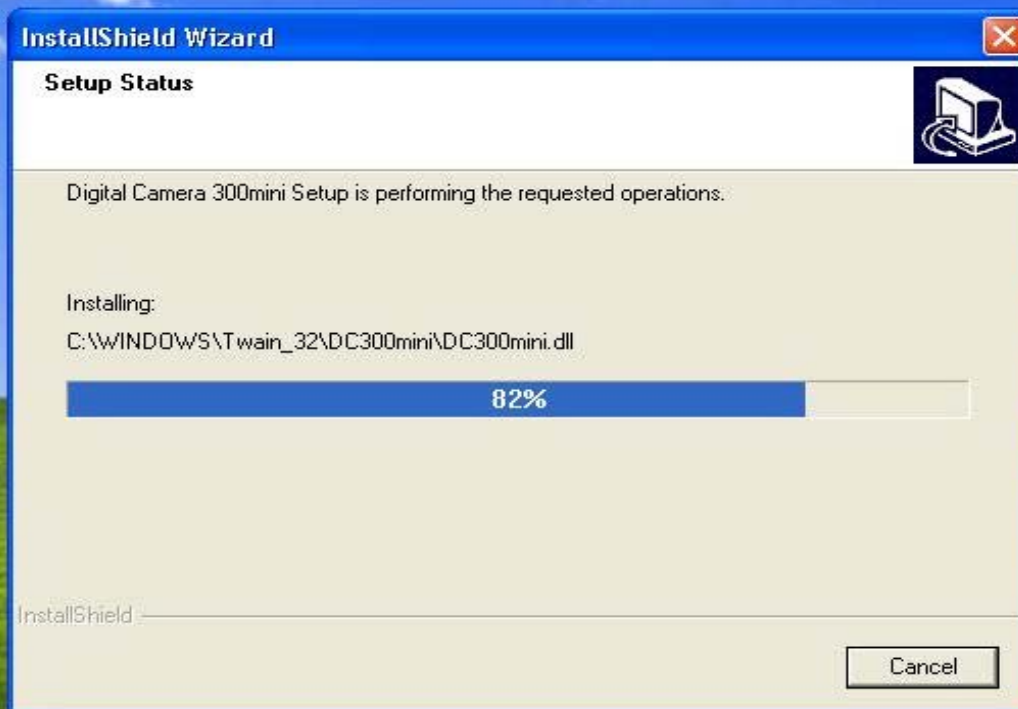 InstallShield Wizard
Setup Status
Digital Camera 300mini Setup is performing the requested operations.
Installing:
C:\WINDOWS\Twain_32\DC300mini\DC300mini.dll
82%
InstallShield
Cancel